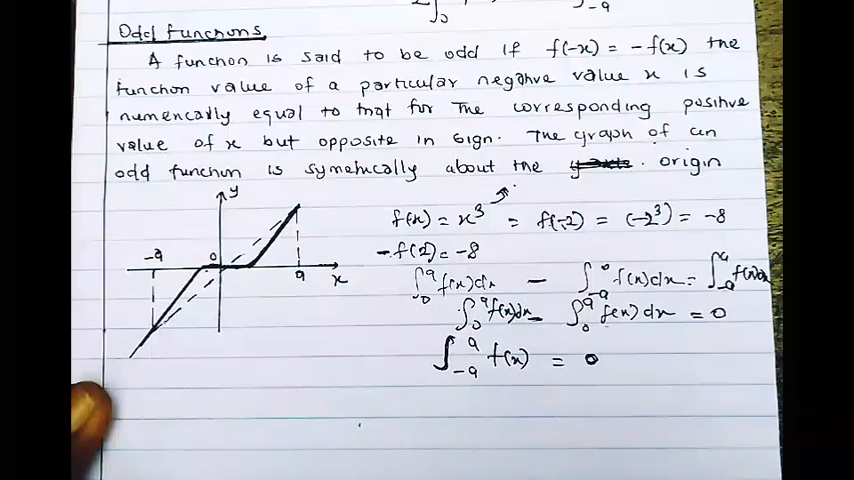 ∫0 -a
Odd functions.
A function is said to be odd if f(-x) = -f(x) the
function value of a particular negative value x is
numerically equal to that for the corresponding positive
value of x but opposite in sign. The graph of an
odd function is symetrically about the origin
y
f(x) = x³ = f(-2) = (-2³) = -8
-a 0 a x
-f(2) = -8
∫₀ᵃ f(x)dx - ∫₋ₐ⁰ f(x)dx = ∫₋ₐᵃ f(x)dx
∫₀ᵃ f(x)dx - ∫₀ᵃ f(x)dx = 0
∫₋ₐᵃ f(x) = 0